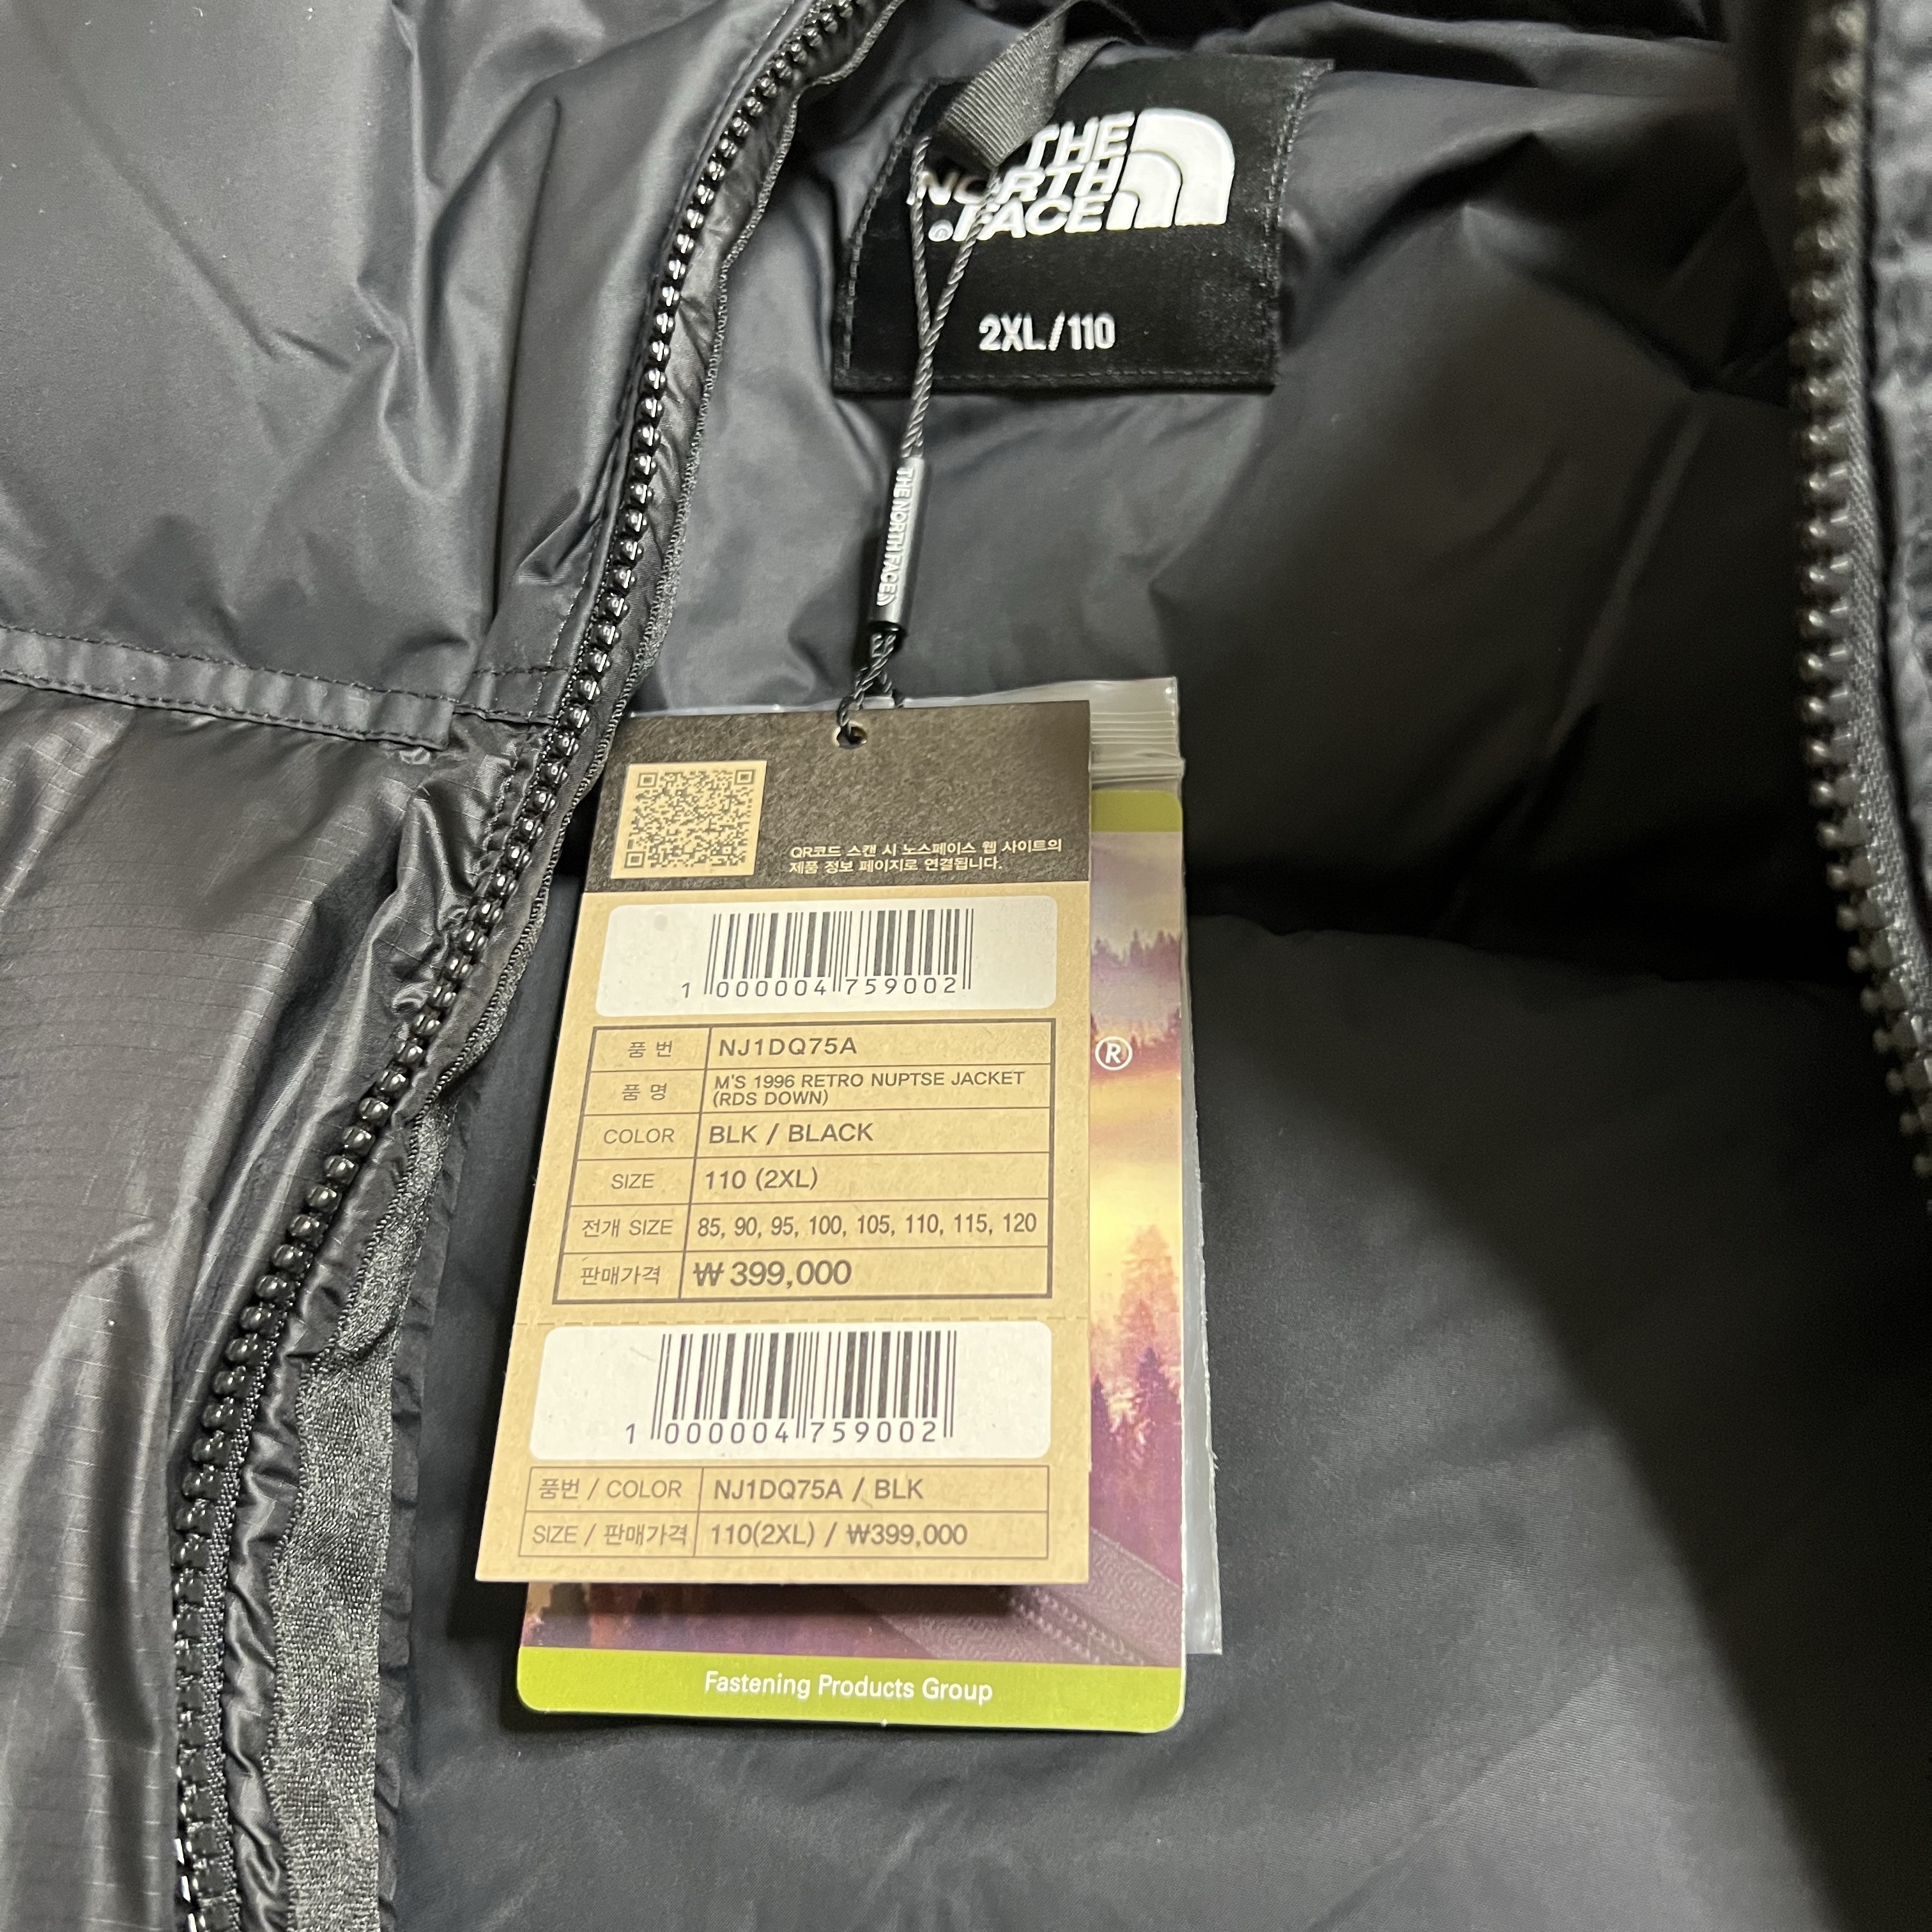 THE
NORTH
FACE
2XL/110
THE NORTH FACE
QR코드 스캔 시 노스페이스 웹 사이트의
제품 정보 페이지로 연결됩니다.
1 000004 759002
품 번 NJ1DQ75A
품 명 M'S 1996 RETRO NUPTSE JACKET
(RDS DOWN)
COLOR BLK / BLACK
SIZE 110 (2XL)
전개 SIZE 85, 90, 95, 100, 105, 110, 115, 120
판매가격 ₩ 399,000
®
1 000004 759002
품번 / COLOR NJ1DQ75A / BLK
SIZE / 판매가격 110(2XL) / ₩399,000
Fastening Products Group